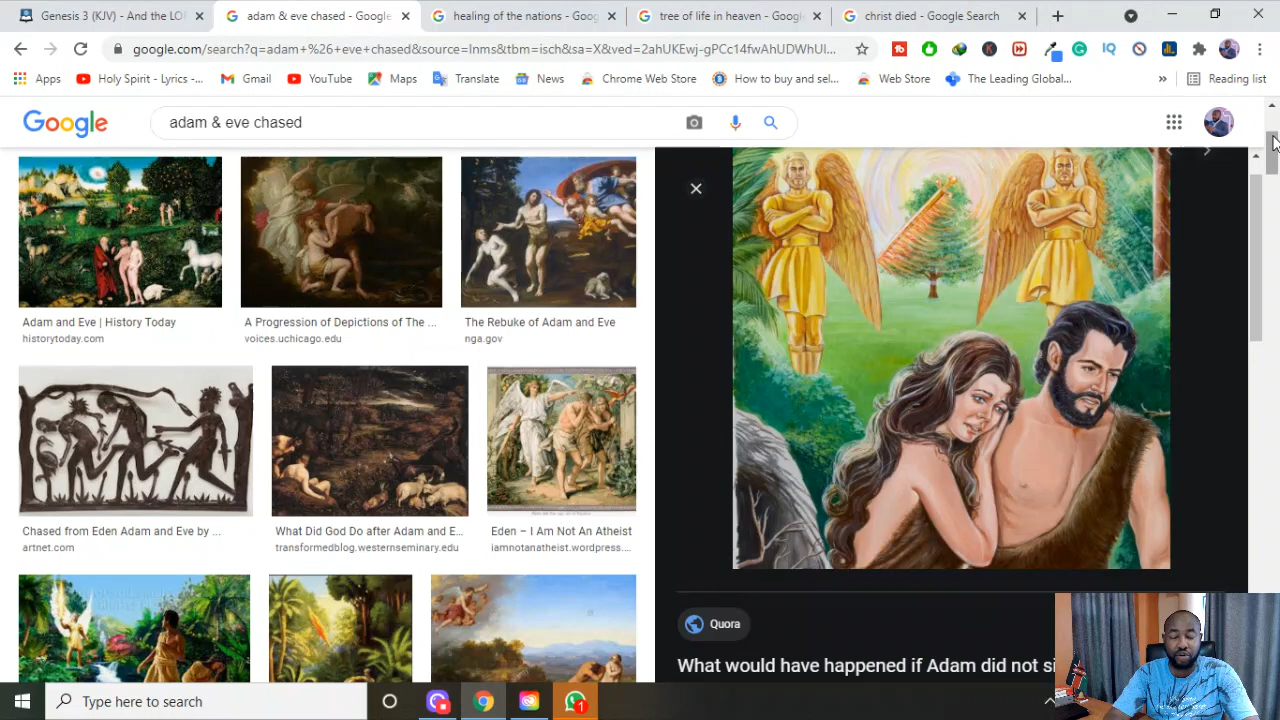 Genesis 3 (KJV) - And the LO
adam & eve chased - Google
healing of the nations - Goog
tree of life in heaven - Googl
christ died - Google Search
google.com/search?q=adam+%26+eve+chased&source=lnms&tbm=isch&sa=X&ved=2ahUKEwj-gPCc14fwAhUDWhUI...
Apps
Holy Spirit - Lyrics -...
Gmail
YouTube
Maps
Translate
News
Chrome Web Store
How to buy and sel...
Web Store
The Leading Global...
»
Reading list
Google
adam & eve chased
Adam and Eve | History Today
historytoday.com
A Progression of Depictions of The ...
voices.uchicago.edu
The Rebuke of Adam and Eve
nga.gov
Chased from Eden Adam and Eve by ...
artnet.com
What Did God Do after Adam and E...
transformedblog.westernseminary.edu
Eden – I Am Not An Atheist
iamnotanatheist.wordpress....
Quora
What would have happened if Adam did not si
Type here to search
1